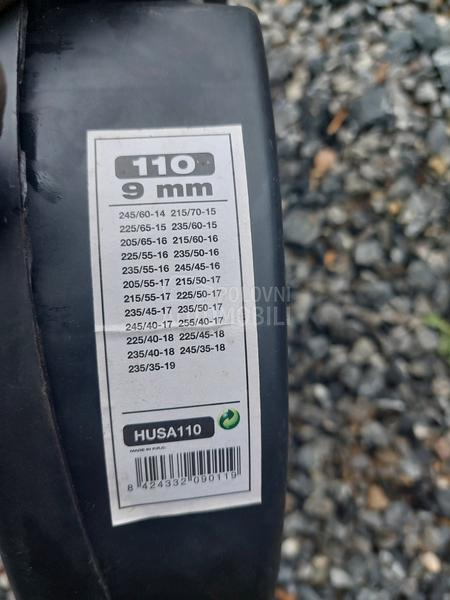 110
9 mm
245/60-14 215/70-15
225/65-15 235/60-15
205/65-16 215/60-16
225/55-16 235/50-16
235/55-16 245/45-16
205/55-17 215/50-17
215/55-17 225/50-17
235/45-17 235/50-17
245/40-17 255/40-17
225/40-18 225/45-18
235/40-18 245/35-18
235/35-19
POLOVNI
MOBILI
HUSA110
MADE IN P.R.C.
8 424332 090119